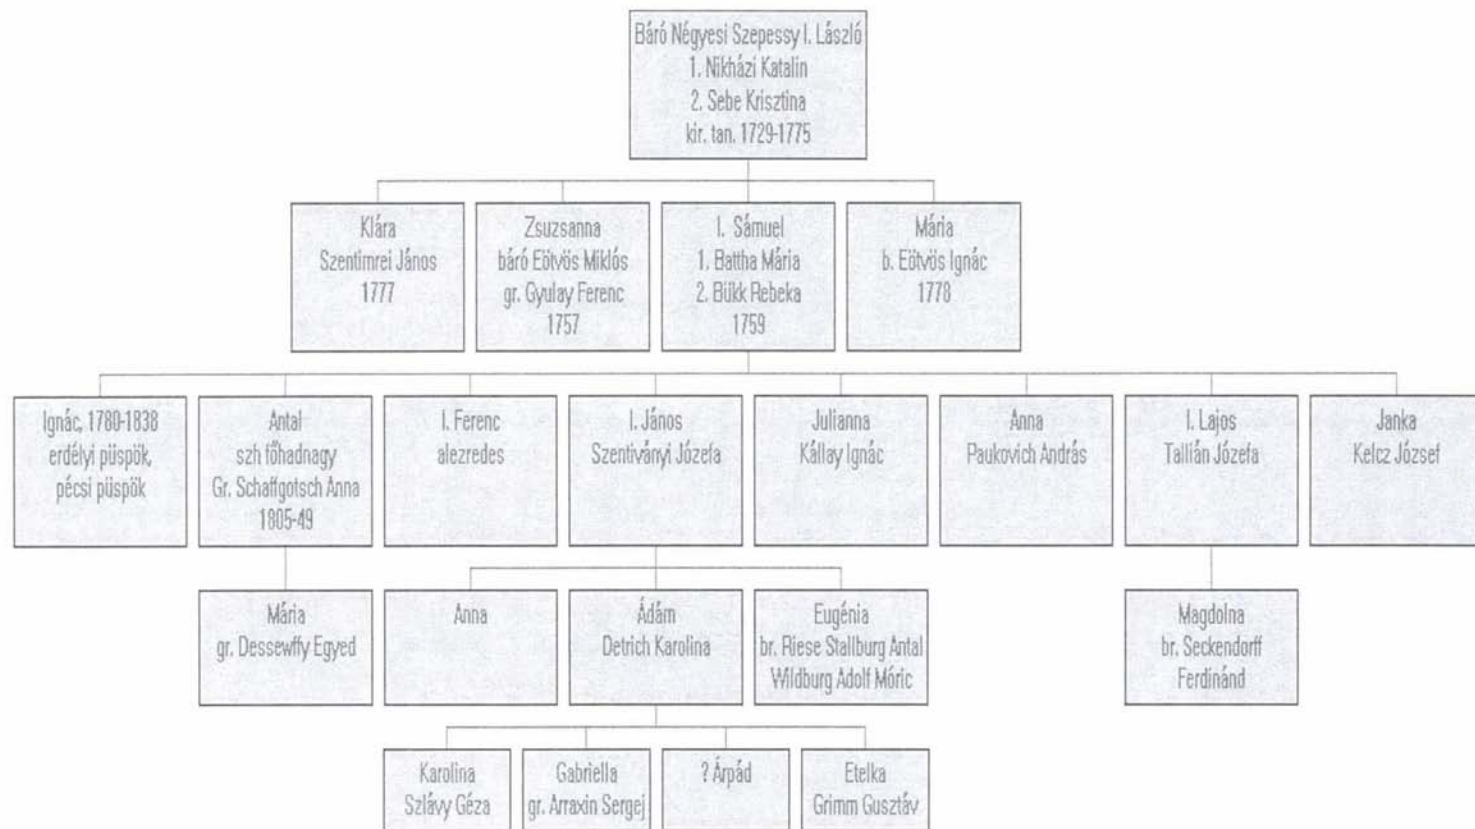 Báró Négyesi Szepessy I. László
1. Nikházi Katalin
2. Sebe Krisztina
kir. tan. 1729-1775
Klára
Szentimrei János
1777
Zsuzsanna
báró Eötvös Miklós
gr. Gyulay Ferenc
1757
I. Sámuel
1. Battha Mária
2. Bükk Rebeka
1759
Mária
b. Eötvös Ignác
1778
Ignác, 1780-1838
erdélyi püspök,
pécsi püspök
Antal
szh főhadnagy
Gr. Schaffgotsch Anna
1805-49
I. Ferenc
alezredes
I. János
Szentiványi Józefa
Julianna
Kállay Ignác
Anna
Paukovich András
I. Lajos
Tallián Józefa
Janka
Kelcz József
Mária
gr. Dessewffy Egyed
Anna
Ádám
Detrich Karolina
Eugénia
br. Riese Stallburg Antal
Wildburg Adolf Móric
Magdolna
br. Seckendorff
Ferdinánd
Karolina
Szlávy Géza
Gabriella
gr. Arraxin Sergej
? Árpád
Etelka
Grimm Gusztáv